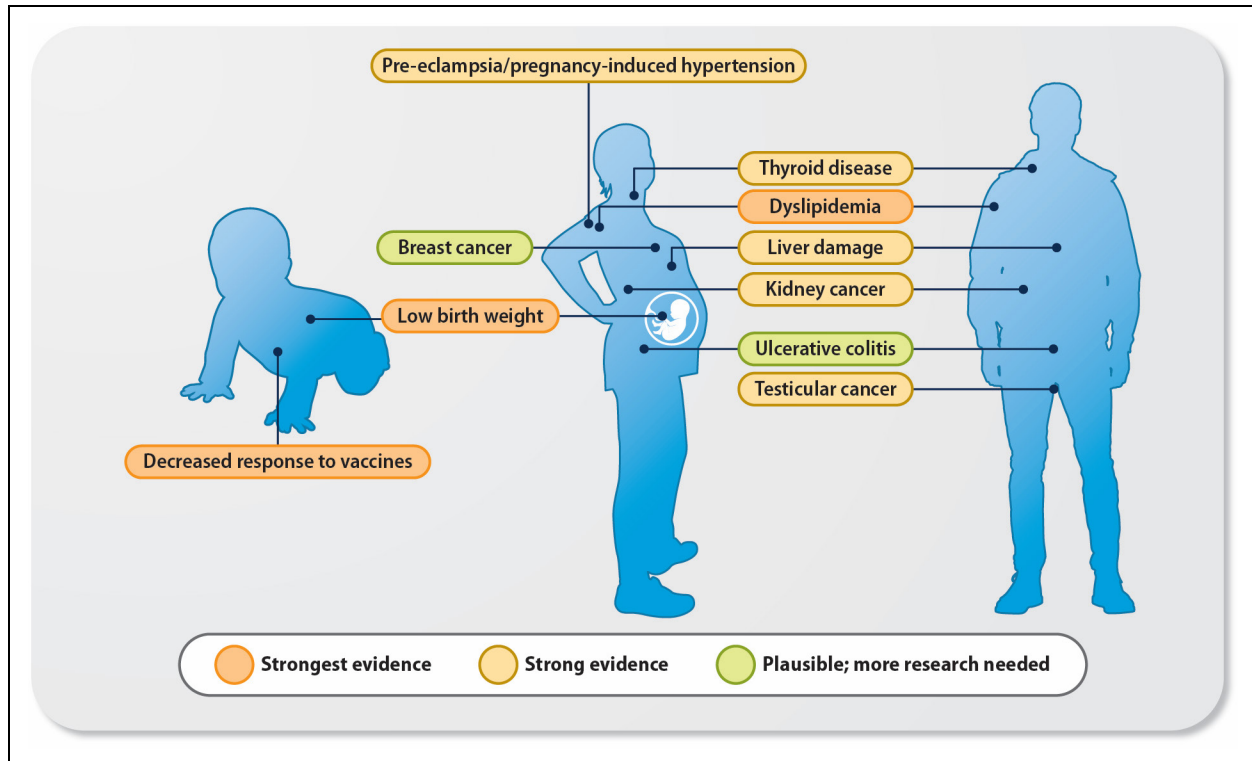 Pre-eclampsia/pregnancy-induced hypertension
Thyroid disease
Dyslipidemia
Breast cancer
Liver damage
Kidney cancer
Low birth weight
Ulcerative colitis
Testicular cancer
Decreased response to vaccines
Strongest evidence
Strong evidence
Plausible; more research needed